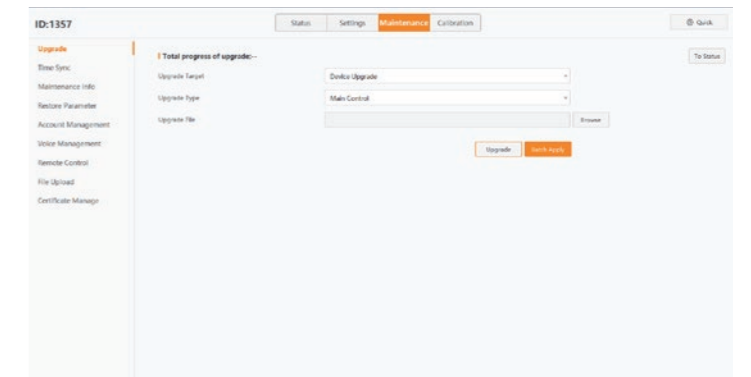 ID:1357
Status Settings Maintenance Calibration
Quick
Upgrade
Time Sync
Maintenance Info
Restore Parameter
Account Management
Voice Management
Remote Control
File Upload
Certificate Manage
Total progress of upgrade:--
To Status
Upgrade Target Device Upgrade
Upgrade Type Main Control
Upgrade File Browse
Upgrade Batch Apply